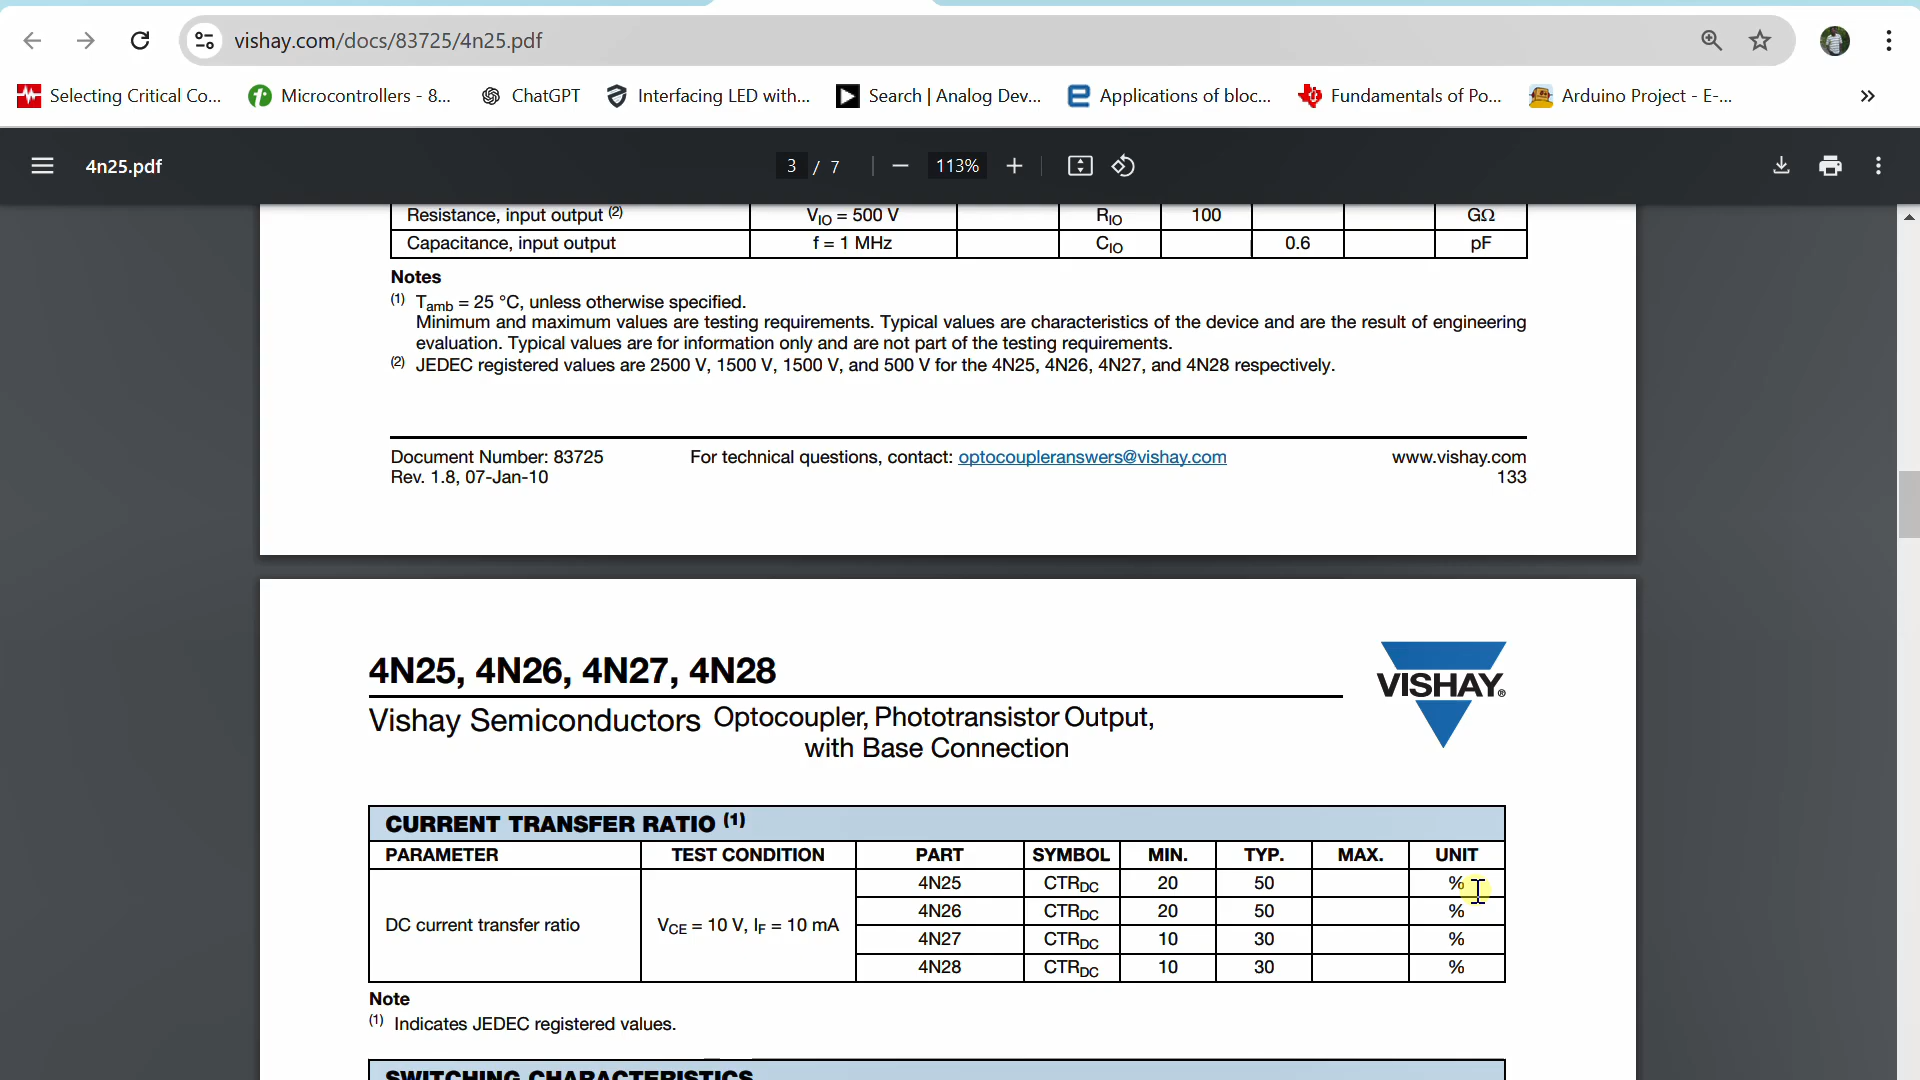 vishay.com/docs/83725/4n25.pdf
Selecting Critical Co... Microcontrollers - 8... ChatGPT Interfacing LED with... Search | Analog Dev... Applications of bloc... Fundamentals of Po... Arduino Project - E-...
4n25.pdf 3 / 7 113%
Resistance, input output (2) VIO = 500 V RIO 100 GΩ
Capacitance, input output f = 1 MHz CIO 0.6 pF
Notes
(1) Tamb = 25 °C, unless otherwise specified.
Minimum and maximum values are testing requirements. Typical values are characteristics of the device and are the result of engineering
evaluation. Typical values are for information only and are not part of the testing requirements.
(2) JEDEC registered values are 2500 V, 1500 V, 1500 V, and 500 V for the 4N25, 4N26, 4N27, and 4N28 respectively.
Document Number: 83725 For technical questions, contact: optocoupleranswers@vishay.com www.vishay.com
Rev. 1.8, 07-Jan-10 133
4N25, 4N26, 4N27, 4N28
VISHAY®
Vishay Semiconductors Optocoupler, Phototransistor Output,
with Base Connection
CURRENT TRANSFER RATIO (1)
PARAMETER TEST CONDITION PART SYMBOL MIN. TYP. MAX. UNIT
4N25 CTRDC 20 50 %
4N26 CTRDC 20 50 %
DC current transfer ratio VCE = 10 V, IF = 10 mA
4N27 CTRDC 10 30 %
4N28 CTRDC 10 30 %
Note
(1) Indicates JEDEC registered values.
SWITCHING CHARACTERISTICS